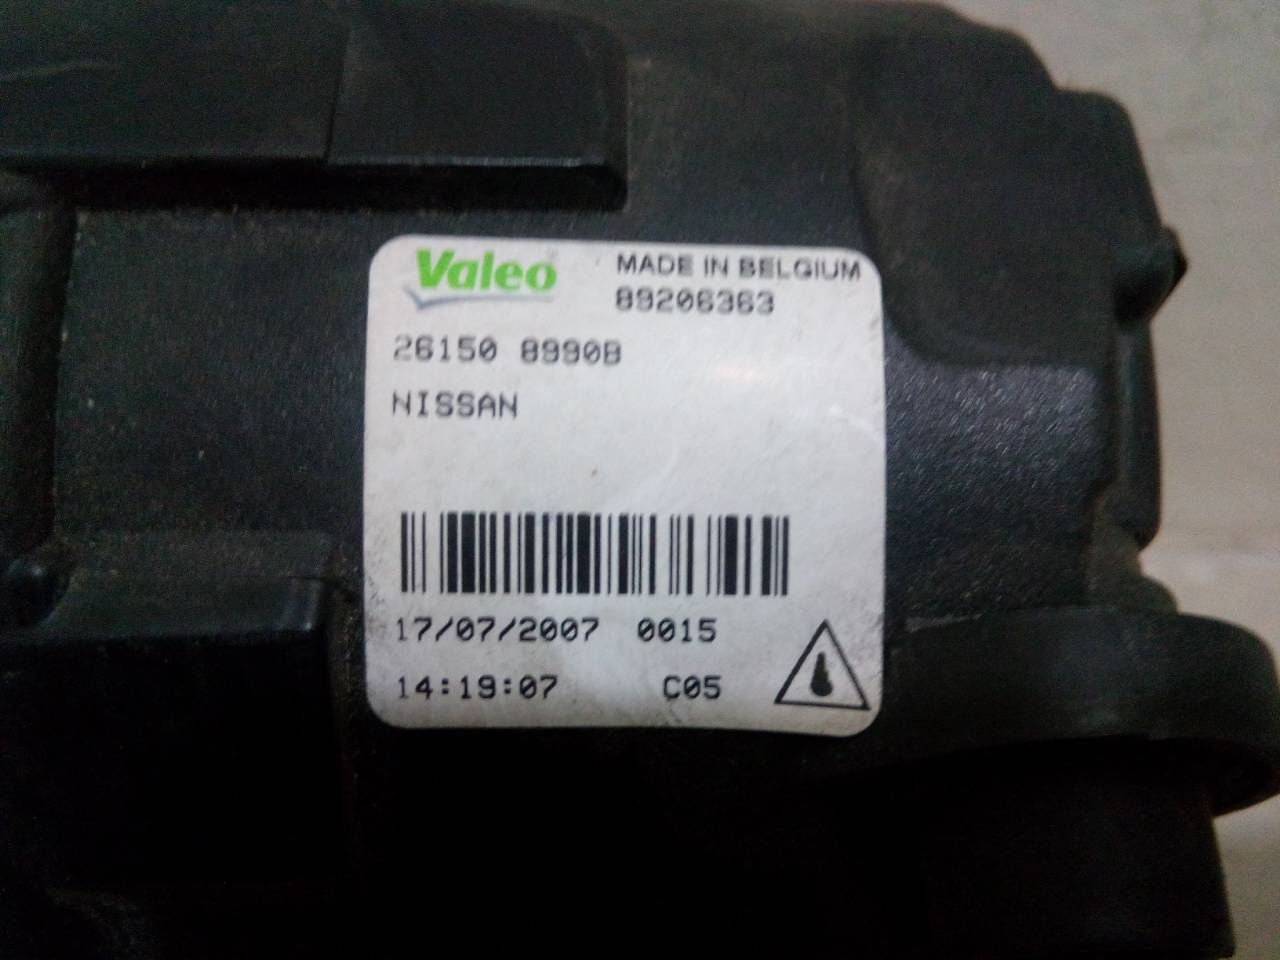 Valeo
MADE IN BELGIUM
89206363
26150 8990B
NISSAN
17/07/2007 0015
14:19:07 C05